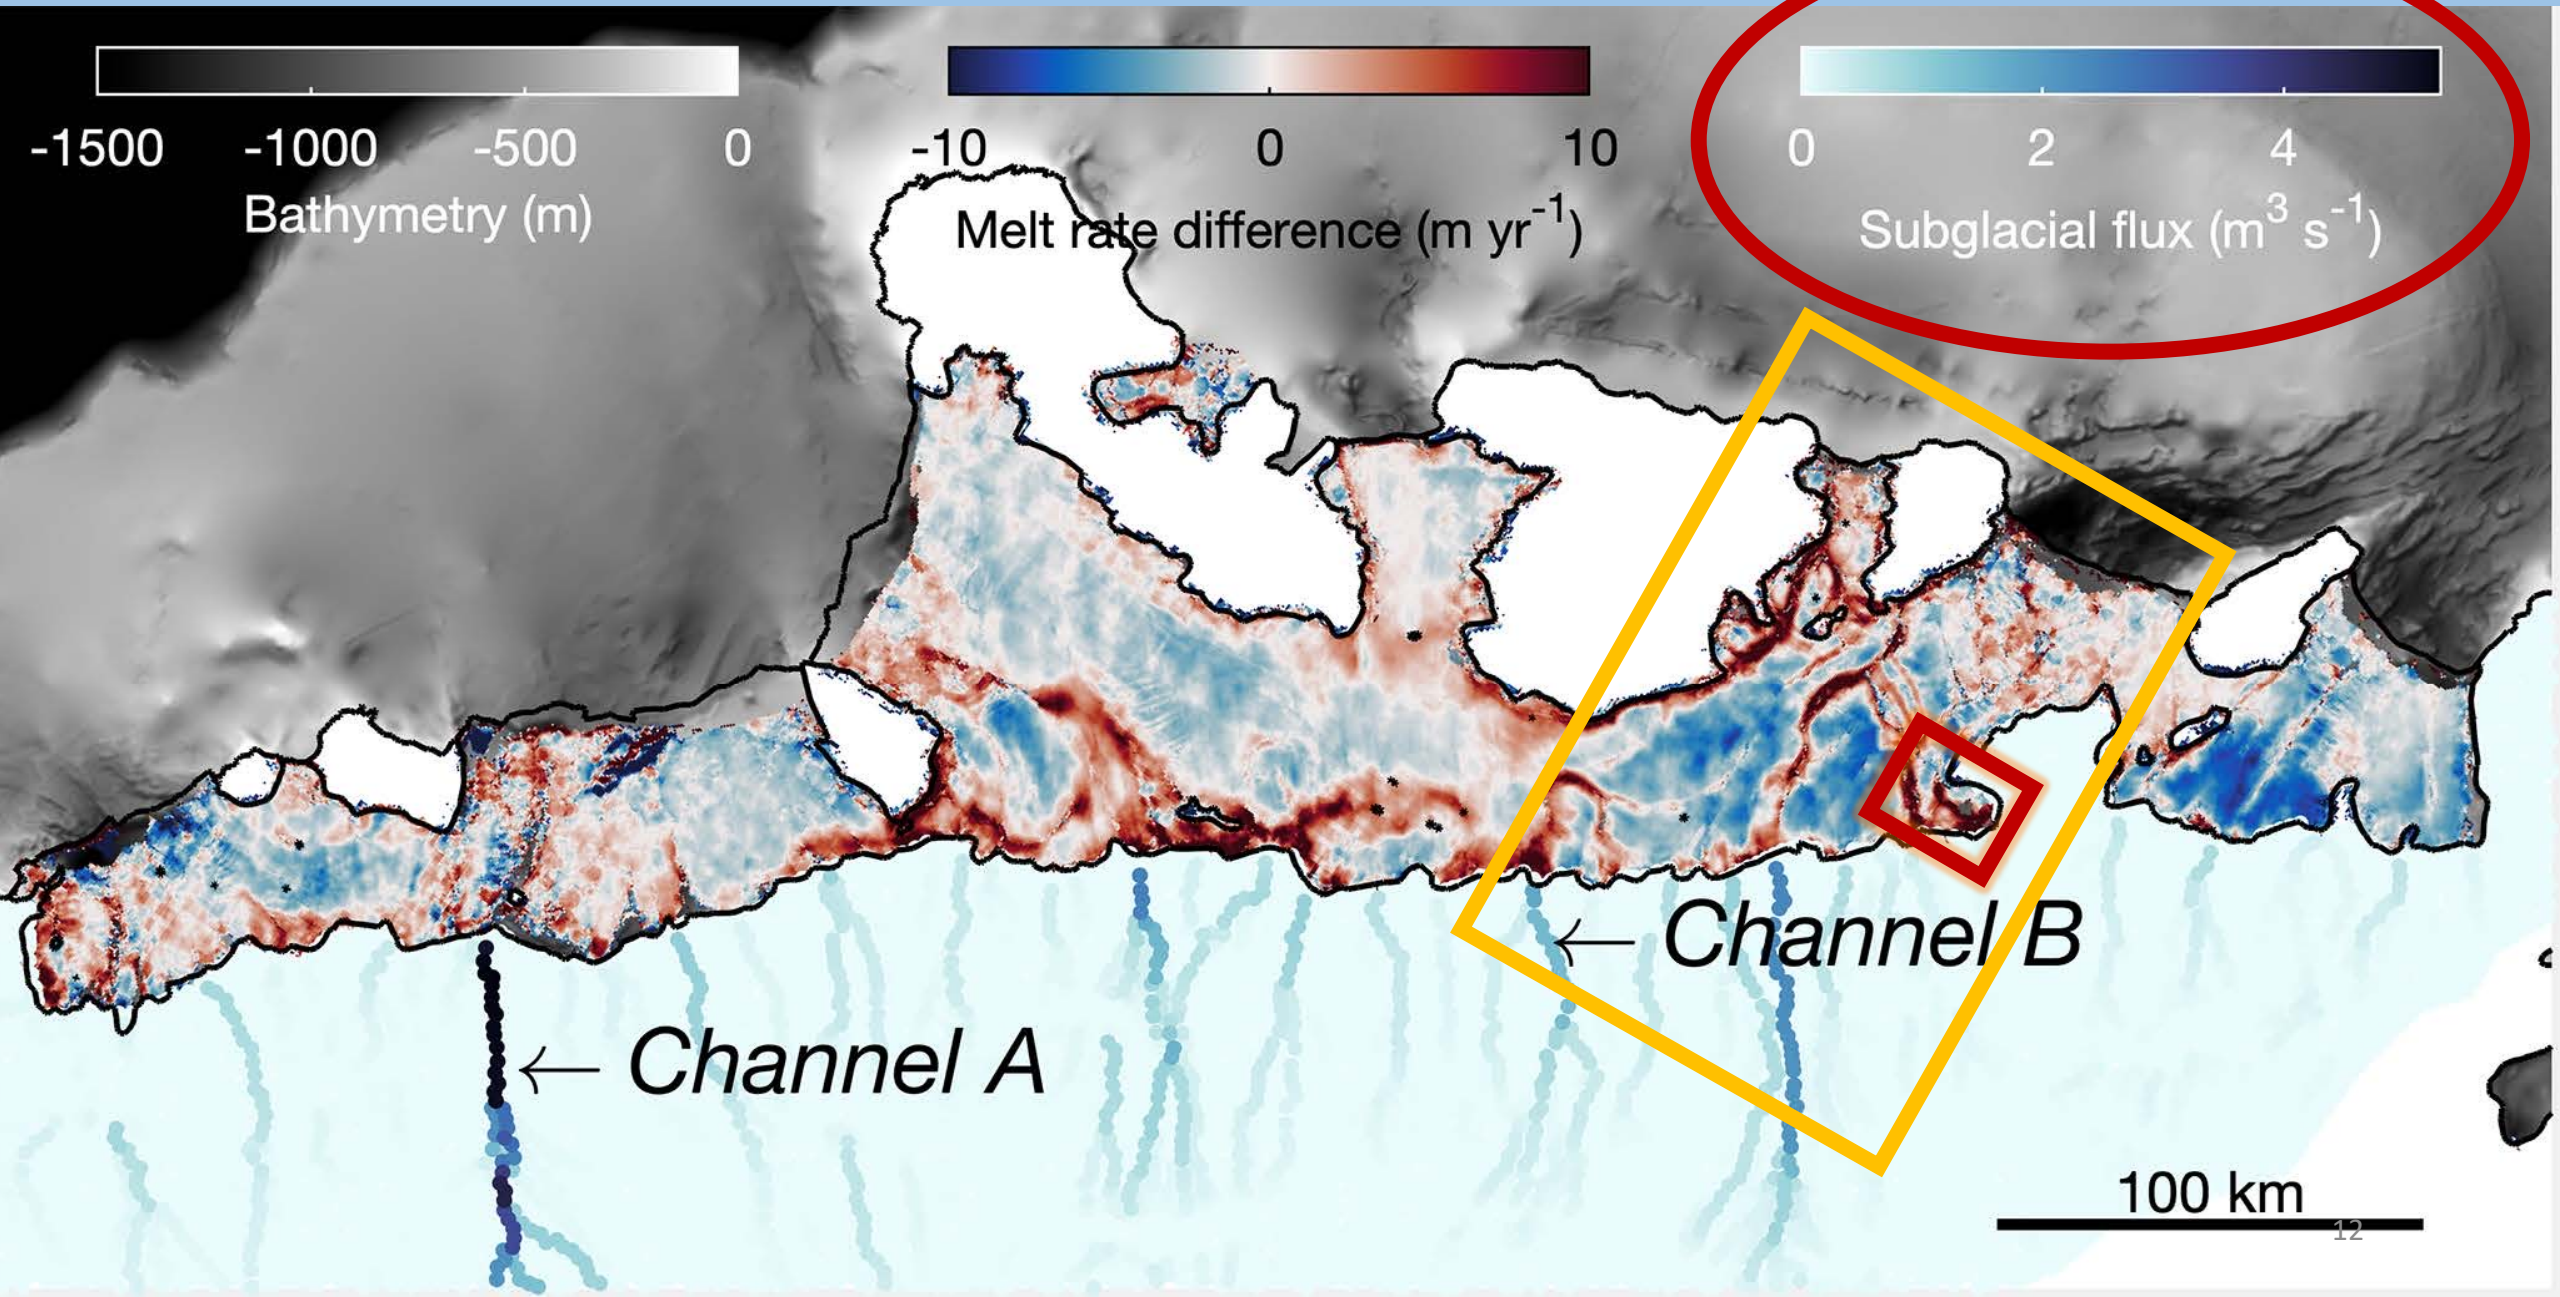 -1500 -1000 -500 0
Bathymetry (m)
-10 0 10
Melt rate difference (m yr⁻¹)
0 2 4
Subglacial flux (m³ s⁻¹)
← Channel B
← Channel A
100 km
12